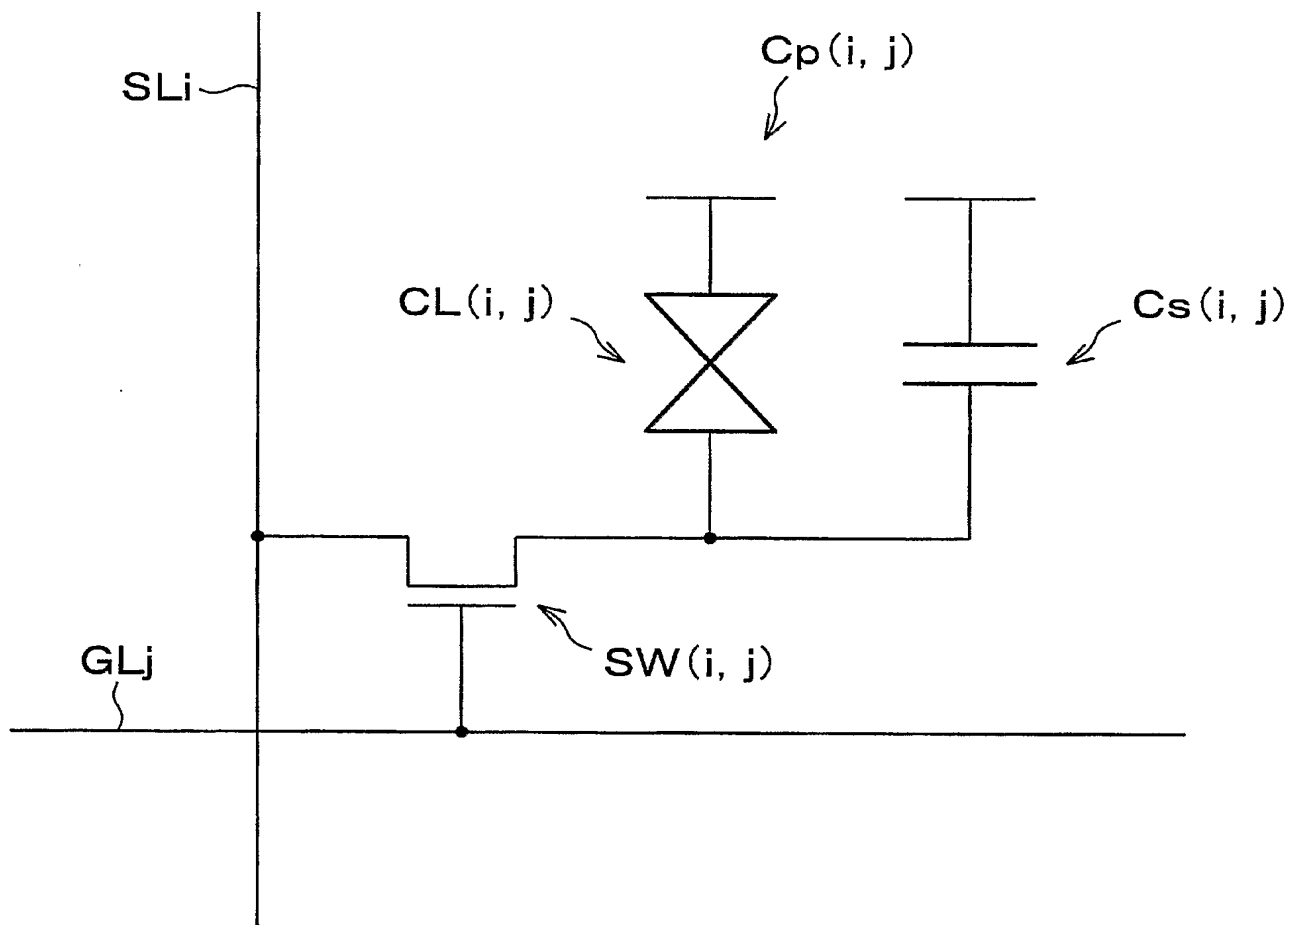 Cp(i, j)
SLi
CL(i, j)
Cs(i, j)
SW(i, j)
GLj